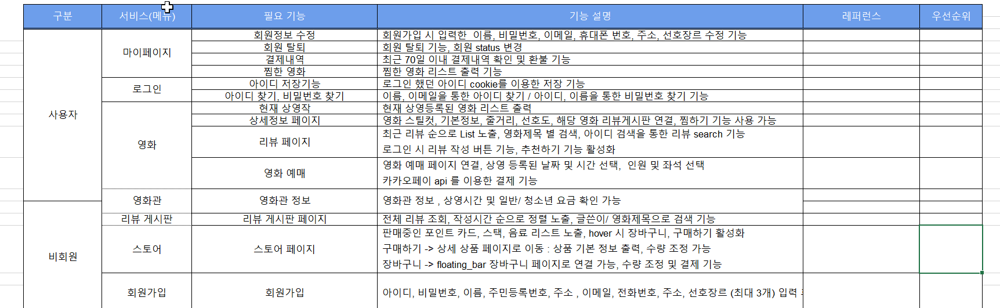 구분 서비스(메뉴) 필요 기능 기능 설명 레퍼런스 우선순위
사용자
마이페이지
회원정보 수정 회원가입 시 입력한 이름, 비밀번호, 이메일, 휴대폰 번호, 주소, 선호장르 수정 기능
회원 탈퇴 회원 탈퇴 기능, 회원 status 변경
결제내역 최근 70일 이내 결제내역 확인 및 환불 기능
찜한 영화 찜한 영화 리스트 출력 기능
로그인
아이디 저장기능 로그인 했던 아이디 cookie를 이용한 저장 기능
아이디 찾기, 비밀번호 찾기 이름, 이메일을 통한 아이디 찾기 / 아이디, 이름을 통한 비밀번호 찾기 기능
영화
현재 상영작 현재 상영등록된 영화 리스트 출력
상세정보 페이지 영화 스틸컷, 기본정보, 줄거리, 선호도, 해당 영화 리뷰게시판 연결, 찜하기 기능 사용 가능
리뷰 페이지 최근 리뷰 순으로 List 노출, 영화제목 별 검색, 아이디 검색을 통한 리뷰 search 기능
로그인 시 리뷰 작성 버튼 기능, 추천하기 기능 활성화
영화 예매 영화 예매 페이지 연결, 상영 등록된 날짜 및 시간 선택, 인원 및 좌석 선택
카카오페이 api 를 이용한 결제 기능
영화관 영화관 정보 영화관 정보 , 상영시간 및 일반/ 청소년 요금 확인 가능
비회원
리뷰 게시판 리뷰 게시판 페이지 전체 리뷰 조회, 작성시간 순으로 정렬 노출, 글쓴이/ 영화제목으로 검색 기능
스토어 스토어 페이지 판매중인 포인트 카드, 스택, 음료 리스트 노출, hover 시 장바구니, 구매하기 활성화
구매하기 -> 상세 상품 페이지로 이동 : 상품 기본 정보 출력, 수량 조정 가능
장바구니 -> floating_bar 장바구니 페이지로 연결 가능, 수량 조정 및 결제 기능
회원가입 회원가입 아이디, 비밀번호, 이름, 주민등록번호, 주소 , 이메일, 전화번호, 주소, 선호장르 (최대 3개) 입력